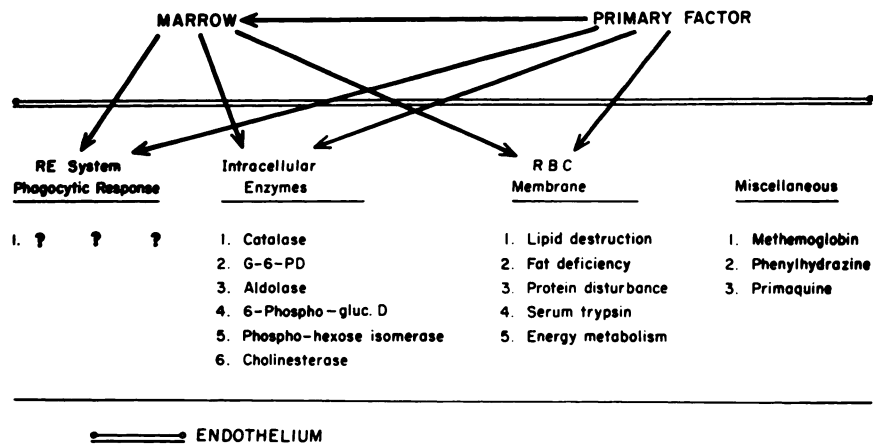 MARROW
PRIMARY FACTOR
RE System
Phagocytic Response
1. ? ? ?
Intracellular
Enzymes
1. Catalase
2. G-6-PD
3. Aldolase
4. 6-Phospho-gluc. D
5. Phospho-hexose isomerase
6. Cholinesterase
RBC
Membrane
1. Lipid destruction
2. Fat deficiency
3. Protein disturbance
4. Serum trypsin
5. Energy metabolism
Miscellaneous
1. Methemoglobin
2. Phenylhydrazine
3. Primaquine
ENDOTHELIUM